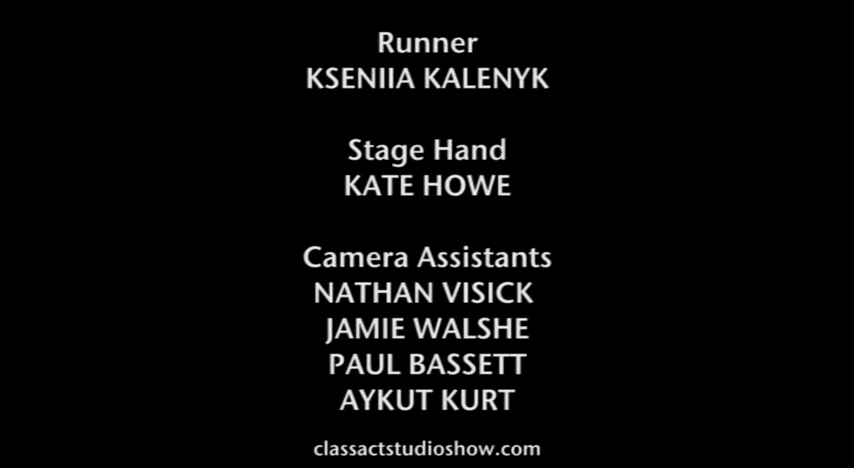 Runner
KSENIIA KALENYK
Stage Hand
KATE HOWE
Camera Assistants
NATHAN VISICK
JAMIE WALSHE
PAUL BASSETT
AYKUT KURT
classactstudioshow.com